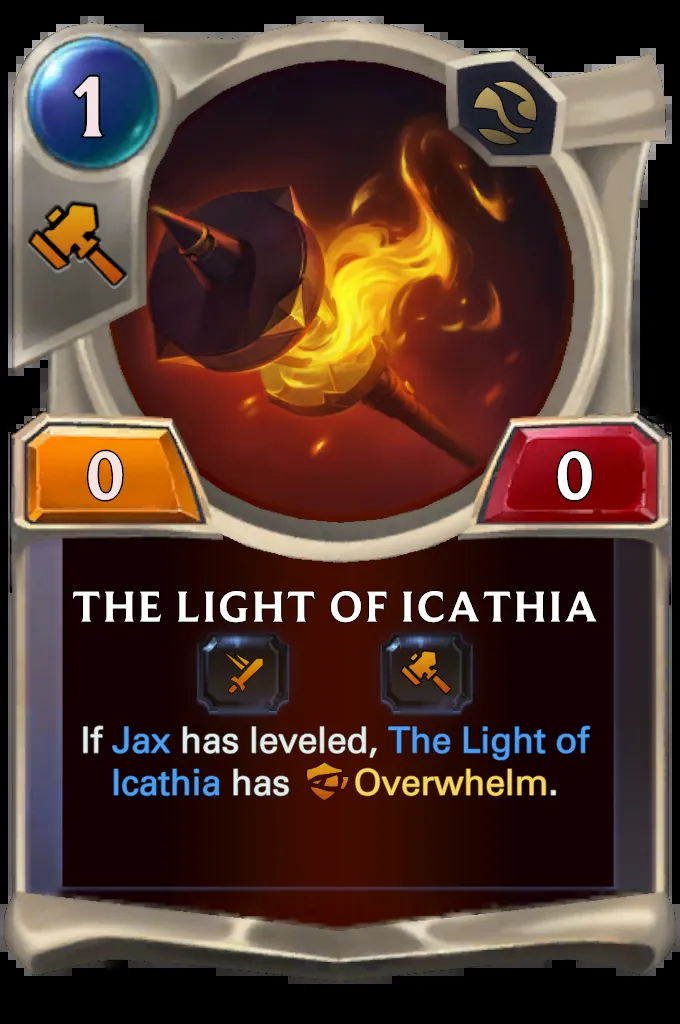 1
0
0
THE LIGHT OF ICATHIA
If Jax has leveled, The Light of
Icathia has Overwhelm.